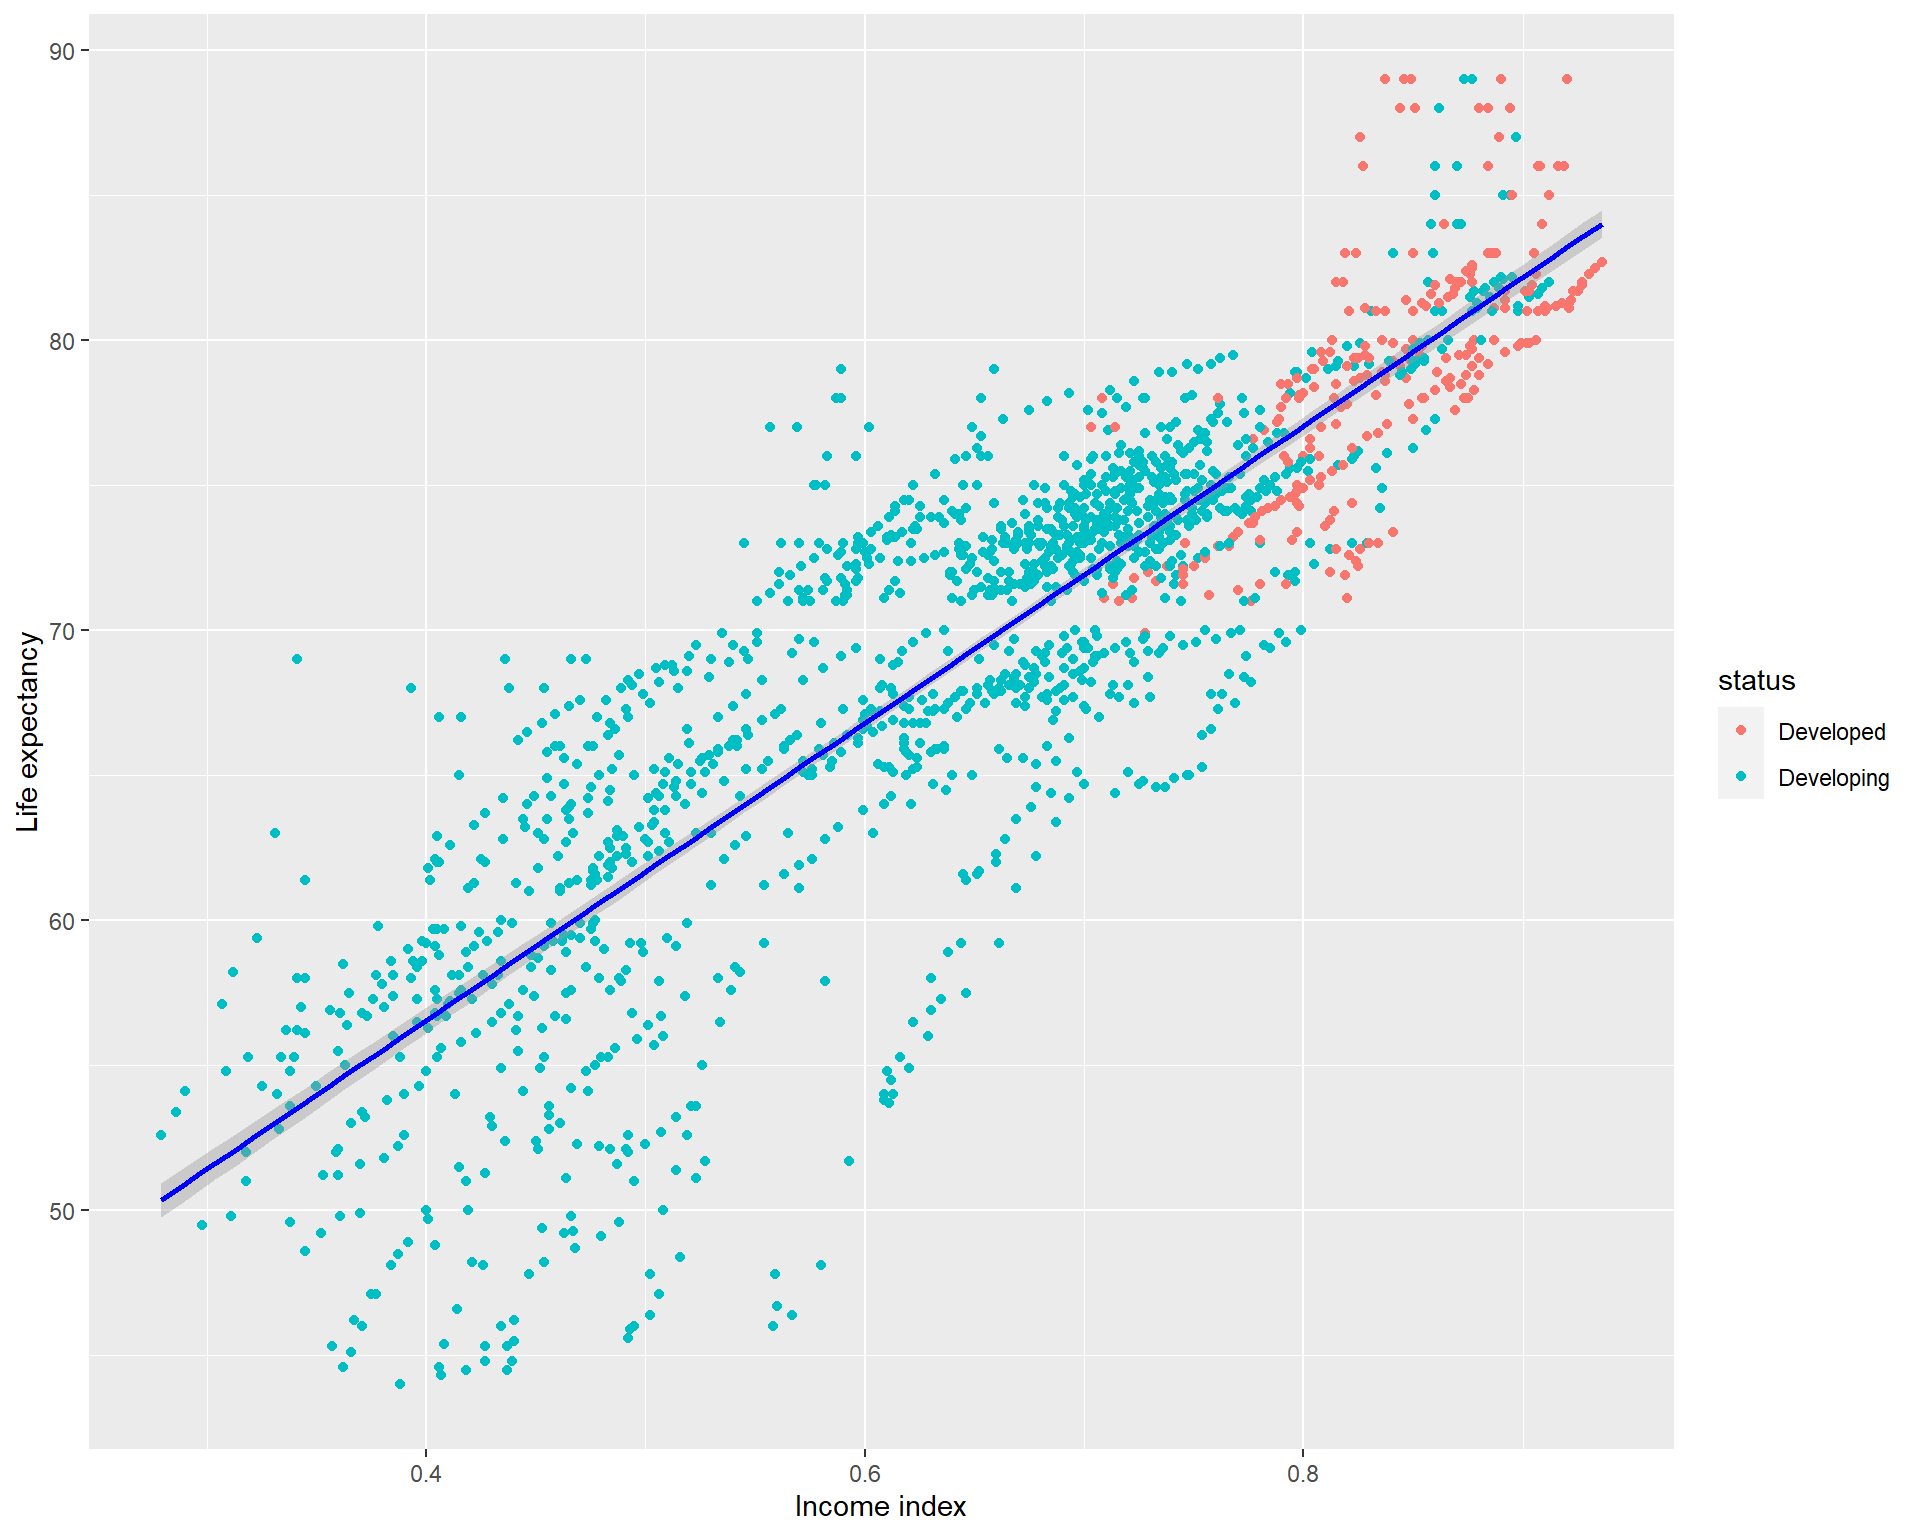 90
80
70
60
50
Life expectancy
0.4 0.6 0.8
Income index
status
Developed
Developing